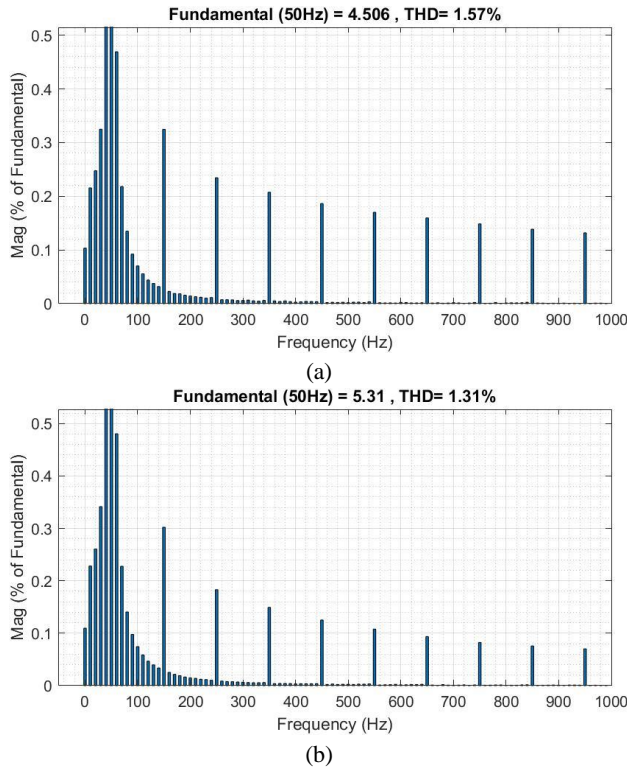 Fundamental (50Hz) = 4.506 , THD= 1.57%
0.5
0.4
0.3
0.2
0.1
0
Mag (% of Fundamental)
0 100 200 300 400 500 600 700 800 900 1000
Frequency (Hz)
(a)
Fundamental (50Hz) = 5.31 , THD= 1.31%
0.5
0.4
0.3
0.2
0.1
0
Mag (% of Fundamental)
0 100 200 300 400 500 600 700 800 900 1000
Frequency (Hz)
(b)